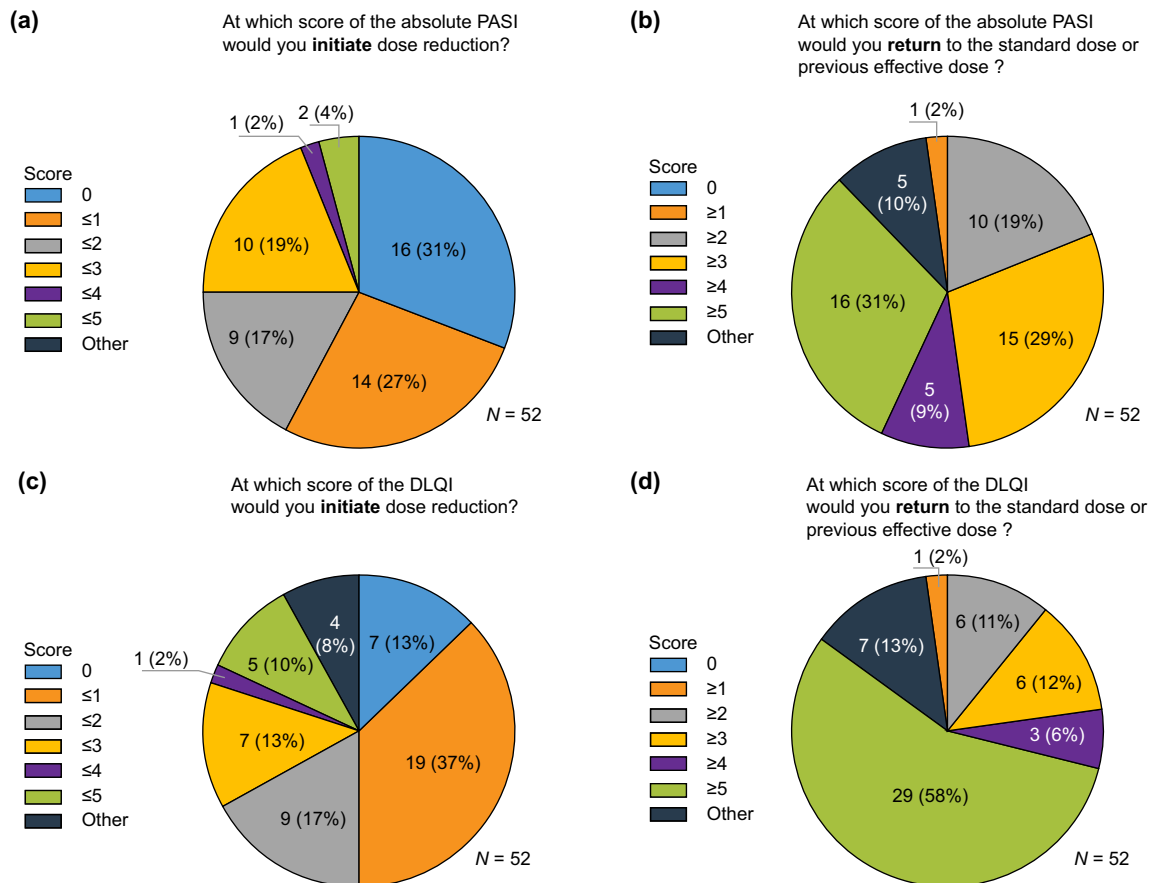 (a)
At which score of the absolute PASI
would you initiate dose reduction?
Score
0
≤1
≤2
≤3
≤4
≤5
Other
1 (2%)
2 (4%)
16 (31%)
10 (19%)
9 (17%)
14 (27%)
N = 52
(b)
At which score of the absolute PASI
would you return to the standard dose or
previous effective dose ?
Score
0
≥1
≥2
≥3
≥4
≥5
Other
1 (2%)
5
(10%)
10 (19%)
16 (31%)
15 (29%)
5
(9%)
N = 52
(c)
At which score of the DLQI
would you initiate dose reduction?
Score
0
≤1
≤2
≤3
≤4
≤5
Other
4
(8%)
7 (13%)
5 (10%)
1 (2%)
7 (13%)
19 (37%)
9 (17%)
N = 52
(d)
At which score of the DLQI
would you return to the standard dose or
previous effective dose ?
Score
0
≥1
≥2
≥3
≥4
≥5
Other
1 (2%)
6 (11%)
7 (13%)
6 (12%)
3 (6%)
29 (58%)
N = 52